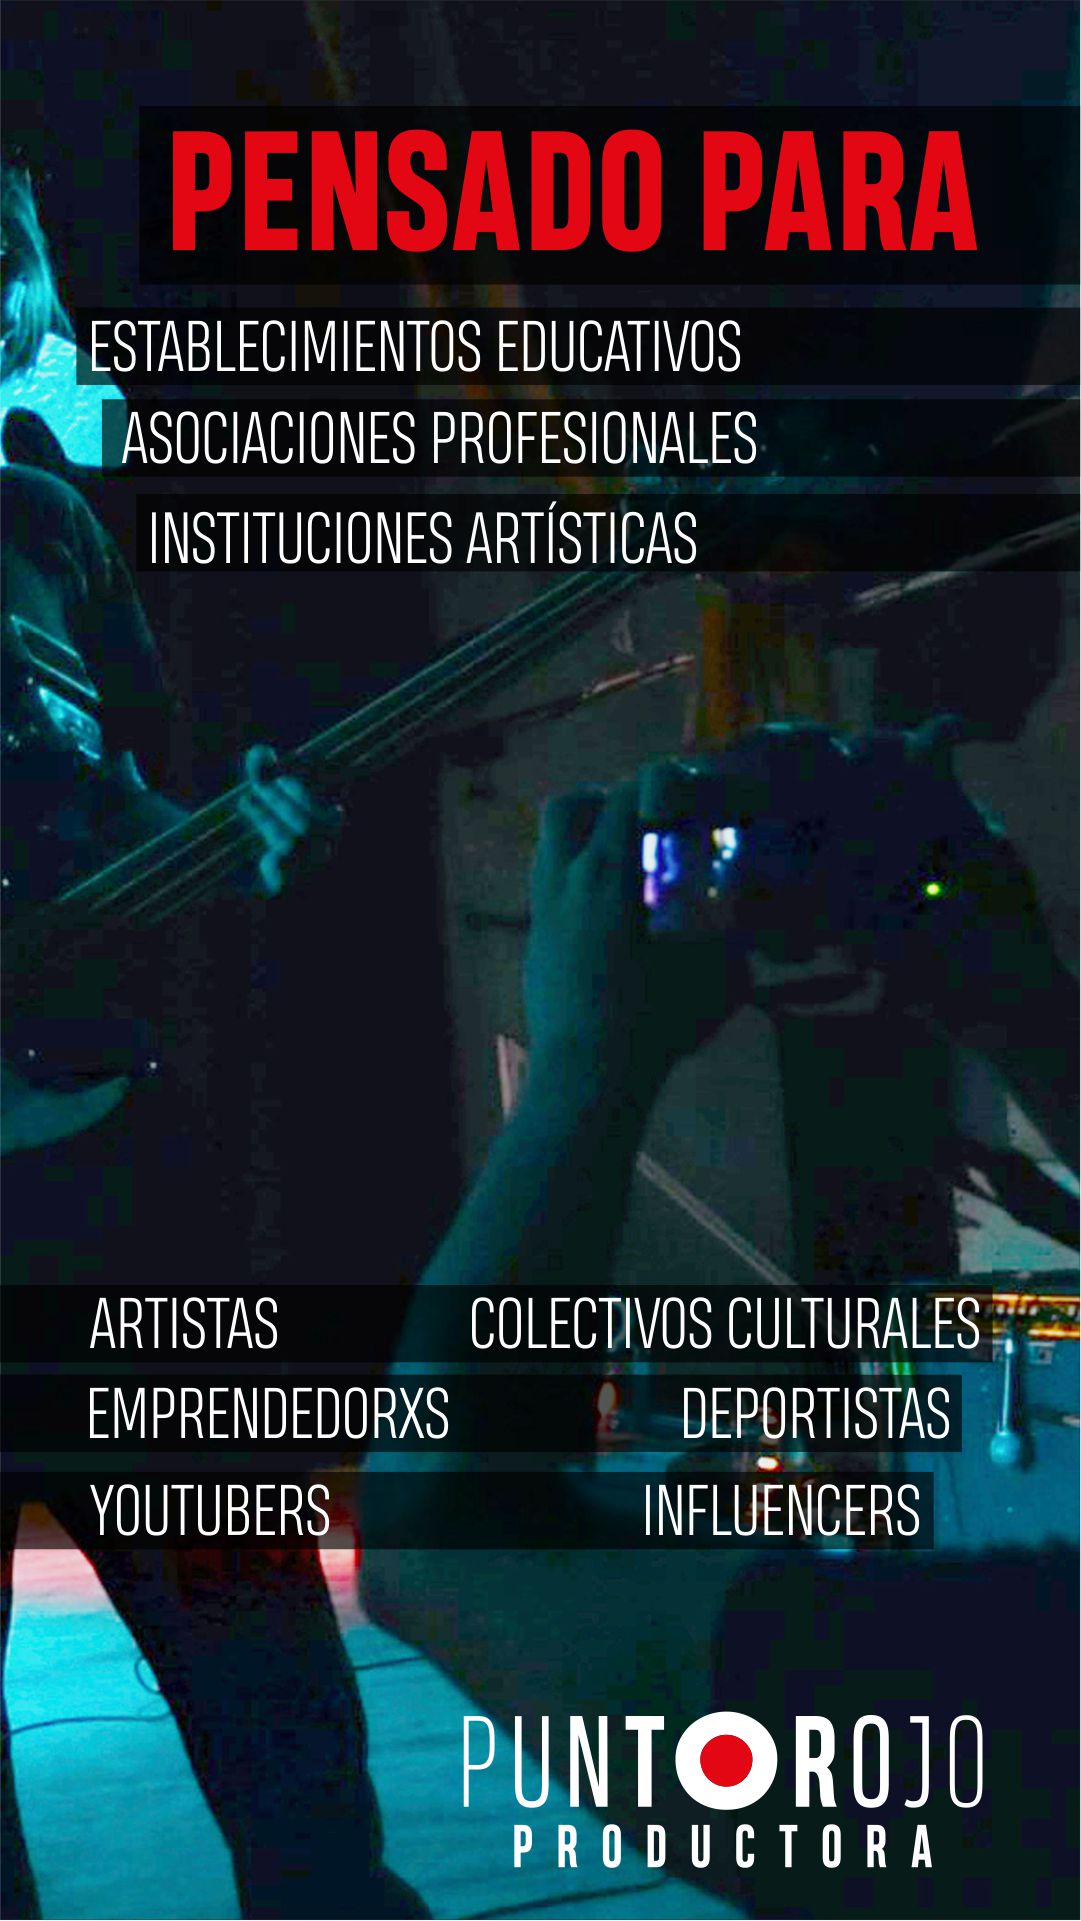 PENSADO PARA
ESTABLECIMIENTOS EDUCATIVOS
ASOCIACIONES PROFESIONALES
INSTITUCIONES ARTÍSTICAS
ARTISTAS COLECTIVOS CULTURALES
EMPRENDEDORXS DEPORTISTAS
YOUTUBERS INFLUENCERS
PUNTOROJO
PRODUCTORA